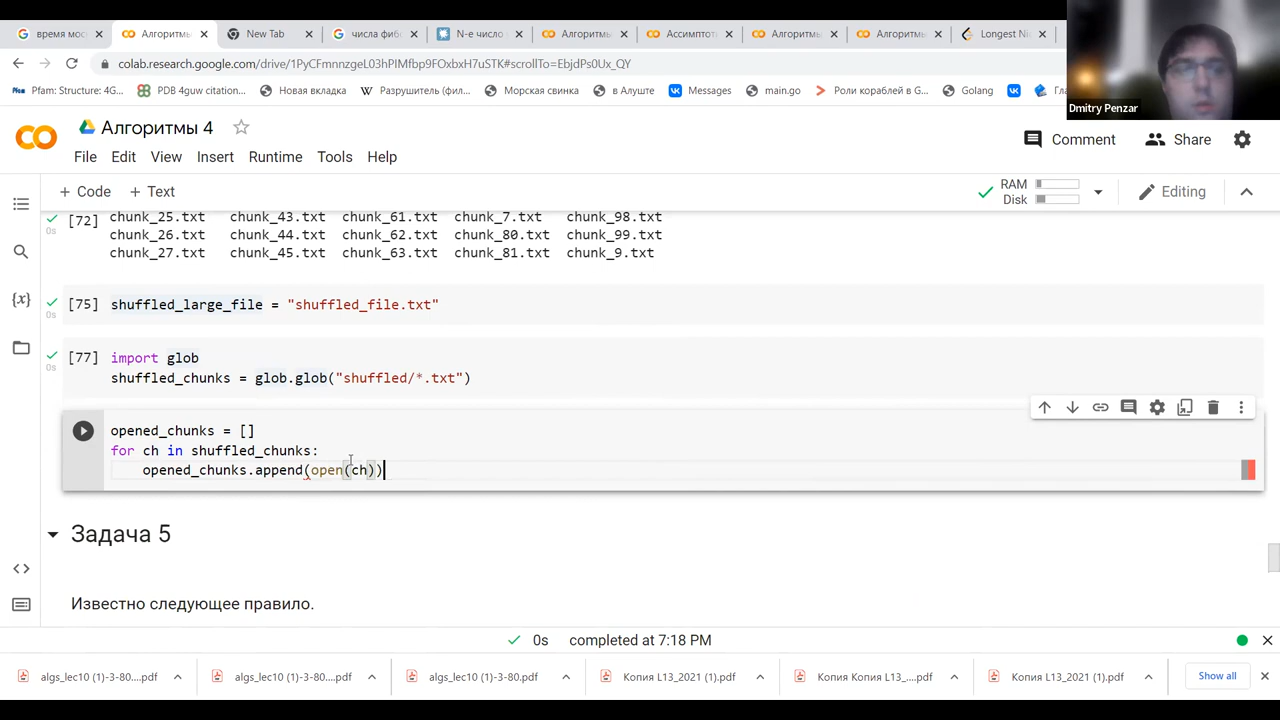 время мос
Алгоритмы
New Tab
числа фибо
N-е число
Алгоритм
Ассимптот
Алгоритм
Алгоритм
Longest Ni
colab.research.google.com/drive/1PyCFmnnzgeL03hPIMfbp9FOxbxH7uSTK#scrollTo=EbjdPs0Ux_QY
Pfam: Structure: 4G...
PDB 4guw citation...
Новая вкладка
Разрушитель (фил...
Морская свинка
в Алуште
Messages
main.go
Роли кораблей в G...
Golang
Dmitry Penzar
Алгоритмы 4
Comment
Share
File Edit View Insert Runtime Tools Help
+ Code + Text
RAM
Disk
Editing
[72]
0s
chunk_25.txt chunk_43.txt chunk_61.txt chunk_7.txt chunk_98.txt
chunk_26.txt chunk_44.txt chunk_62.txt chunk_80.txt chunk_99.txt
chunk_27.txt chunk_45.txt chunk_63.txt chunk_81.txt chunk_9.txt
[75] shuffled_large_file = "shuffled_file.txt"
0s
[77] import glob
0s
shuffled_chunks = glob.glob("shuffled/*.txt")
opened_chunks = []
for ch in shuffled_chunks:
opened_chunks.append(open(ch))
Задача 5
Известно следующее правило.
0s completed at 7:18 PM
algs_lec10 (1)-3-80....pdf
algs_lec10 (1)-3-80....pdf
algs_lec10 (1)-3-80.pdf
Копия L13_2021 (1).pdf
Копия Копия L13_....pdf
Копия L13_2021 (1).pdf
Show all